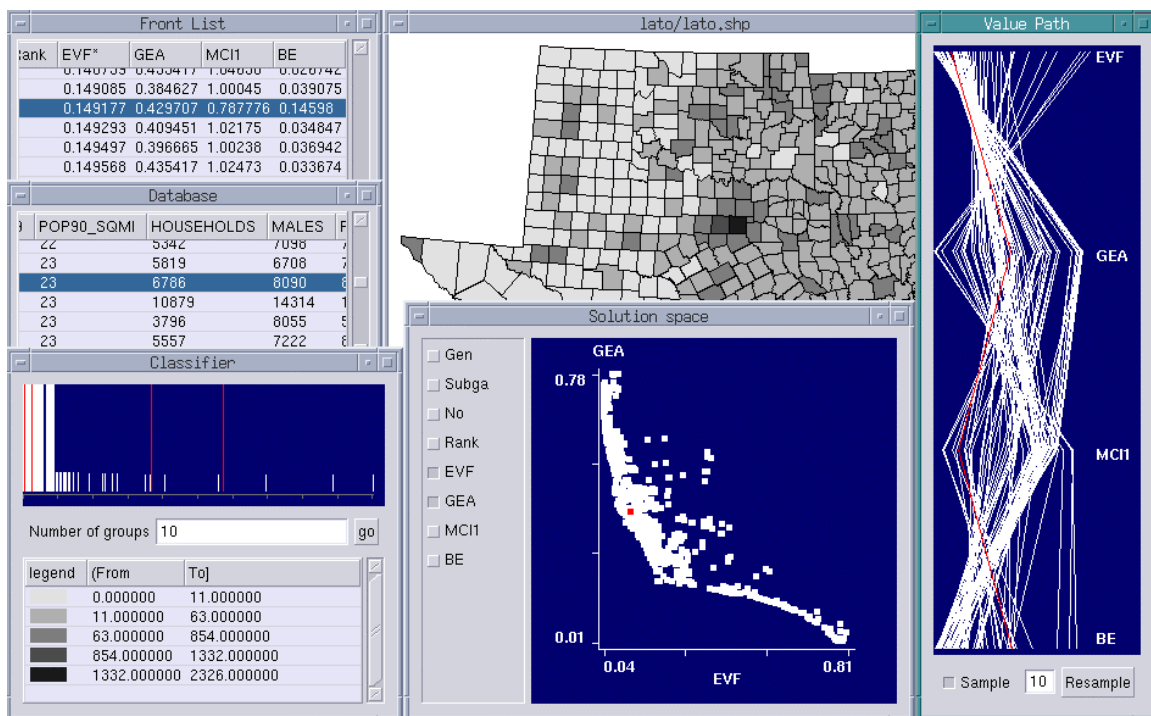 Front List
Rank EVF* GEA MCI1 BE
0.149085 0.384627 1.00045 0.039075
0.149177 0.429707 0.787776 0.14598
0.149293 0.409451 1.02175 0.034847
0.149497 0.396665 1.00238 0.036942
0.149568 0.435417 1.02473 0.033674
Database
POP90_SQMI HOUSEHOLDS MALES
22 5342 7098
23 5819 6708
23 6786 8090
23 10879 14314
23 3796 8055
23 5557 7222
Classifier
Number of groups 10 go
legend (From To]
0.000000 11.000000
11.000000 63.000000
63.000000 854.000000
854.000000 1332.000000
1332.000000 2326.000000
lato/lato.shp
Solution space
Gen
Subga
No
Rank
EVF
GEA
MCI1
BE
GEA
0.78
0.01
0.04 0.81
EVF
Value Path
EVF
GEA
MCI1
BE
Sample 10 Resample